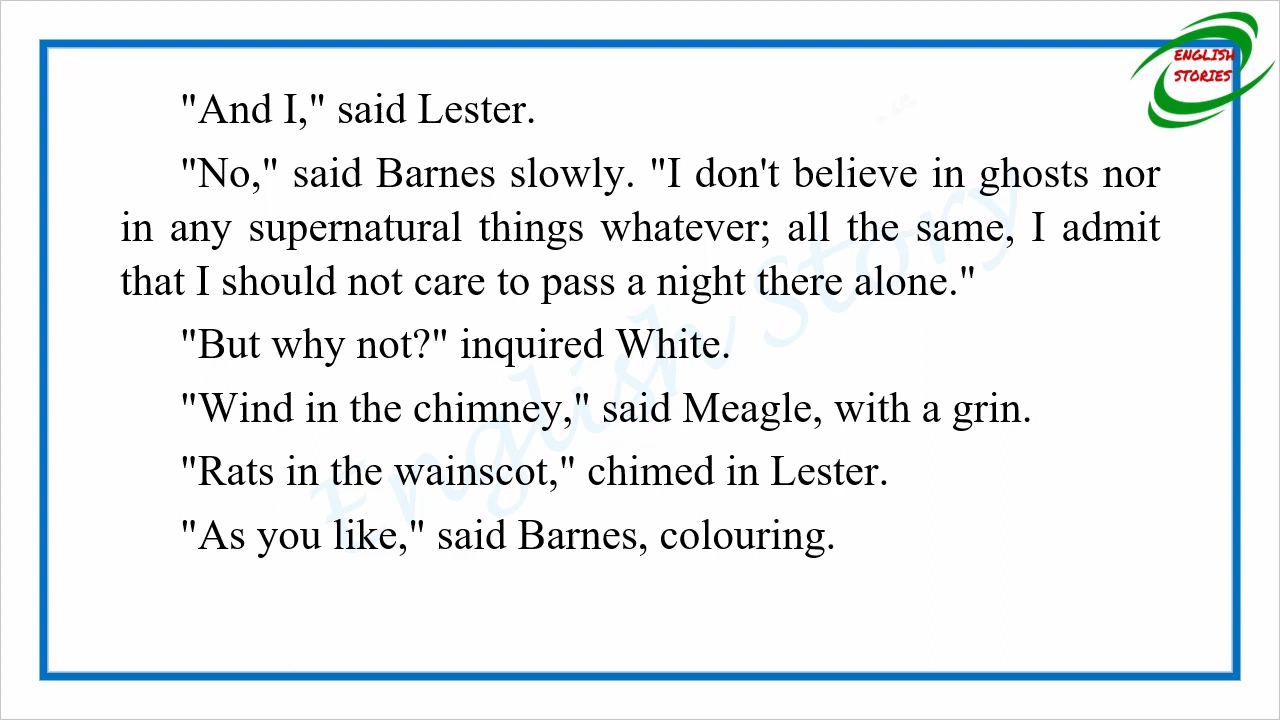 ENGLISH
STORIES
"And I," said Lester.
"No," said Barnes slowly. "I don't believe in ghosts nor
in any supernatural things whatever; all the same, I admit
that I should not care to pass a night there alone."
"But why not?" inquired White.
"Wind in the chimney," said Meagle, with a grin.
"Rats in the wainscot," chimed in Lester.
"As you like," said Barnes, colouring.
English Story